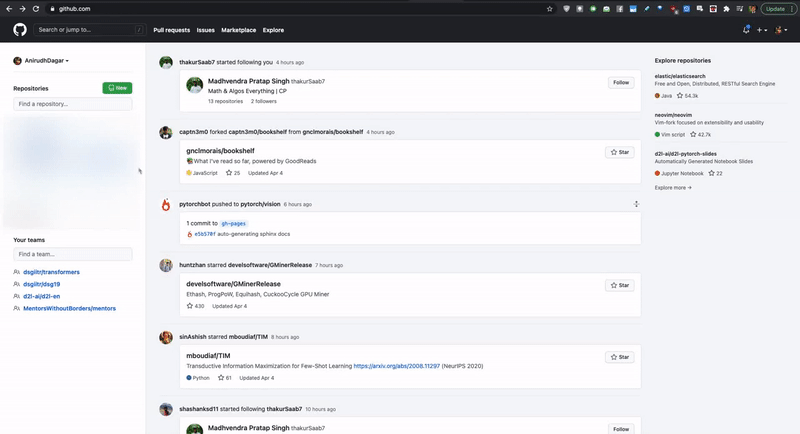 github.com
Update
Search or jump to...
/
Pull requests Issues Marketplace Explore
AnirudhDagar
Repositories
New
Find a repository...
Your teams
Find a team...
dsgiitr/transformers
dsgiitr/dsg19
d2l-ai/d2l-en
MentorsWithoutBorders/mentors
thakurSaab7 started following you 4 hours ago
Madhvendra Pratap Singh thakurSaab7
Follow
Math & Algos Everything | CP
13 repositories 2 followers
captn3m0 forked captn3m0/bookshelf from gnclmorais/bookshelf 4 hours ago
gnclmorais/bookshelf
Star
What I've read so far, powered by GoodReads
JavaScript 25 Updated Apr 4
pytorchbot pushed to pytorch/vision 6 hours ago
1 commit to gh-pages
e5b570f auto-generating sphinx docs
huntzhan starred develsoftware/GMinerRelease 7 hours ago
develsoftware/GMinerRelease
Star
Ethash, ProgPoW, Equihash, CuckooCycle GPU Miner
430 Updated Apr 4
sinAshish starred mboudiaf/TIM 8 hours ago
mboudiaf/TIM
Star
Transductive Information Maximization for Few-Shot Learning https://arxiv.org/abs/2008.11297 (NeurIPS 2020)
Python 61 Updated Apr 4
shashanksd11 started following thakurSaab7 10 hours ago
Madhvendra Pratap Singh thakurSaab7
Follow
Explore repositories
elastic/elasticsearch
Free and Open, Distributed, RESTful Search Engine
Java 54.3k
neovim/neovim
Vim-fork focused on extensibility and usability
Vim script 42.7k
d2l-ai/d2l-pytorch-slides
Automatically Generated Notebook Slides
Jupyter Notebook 22
Explore more →